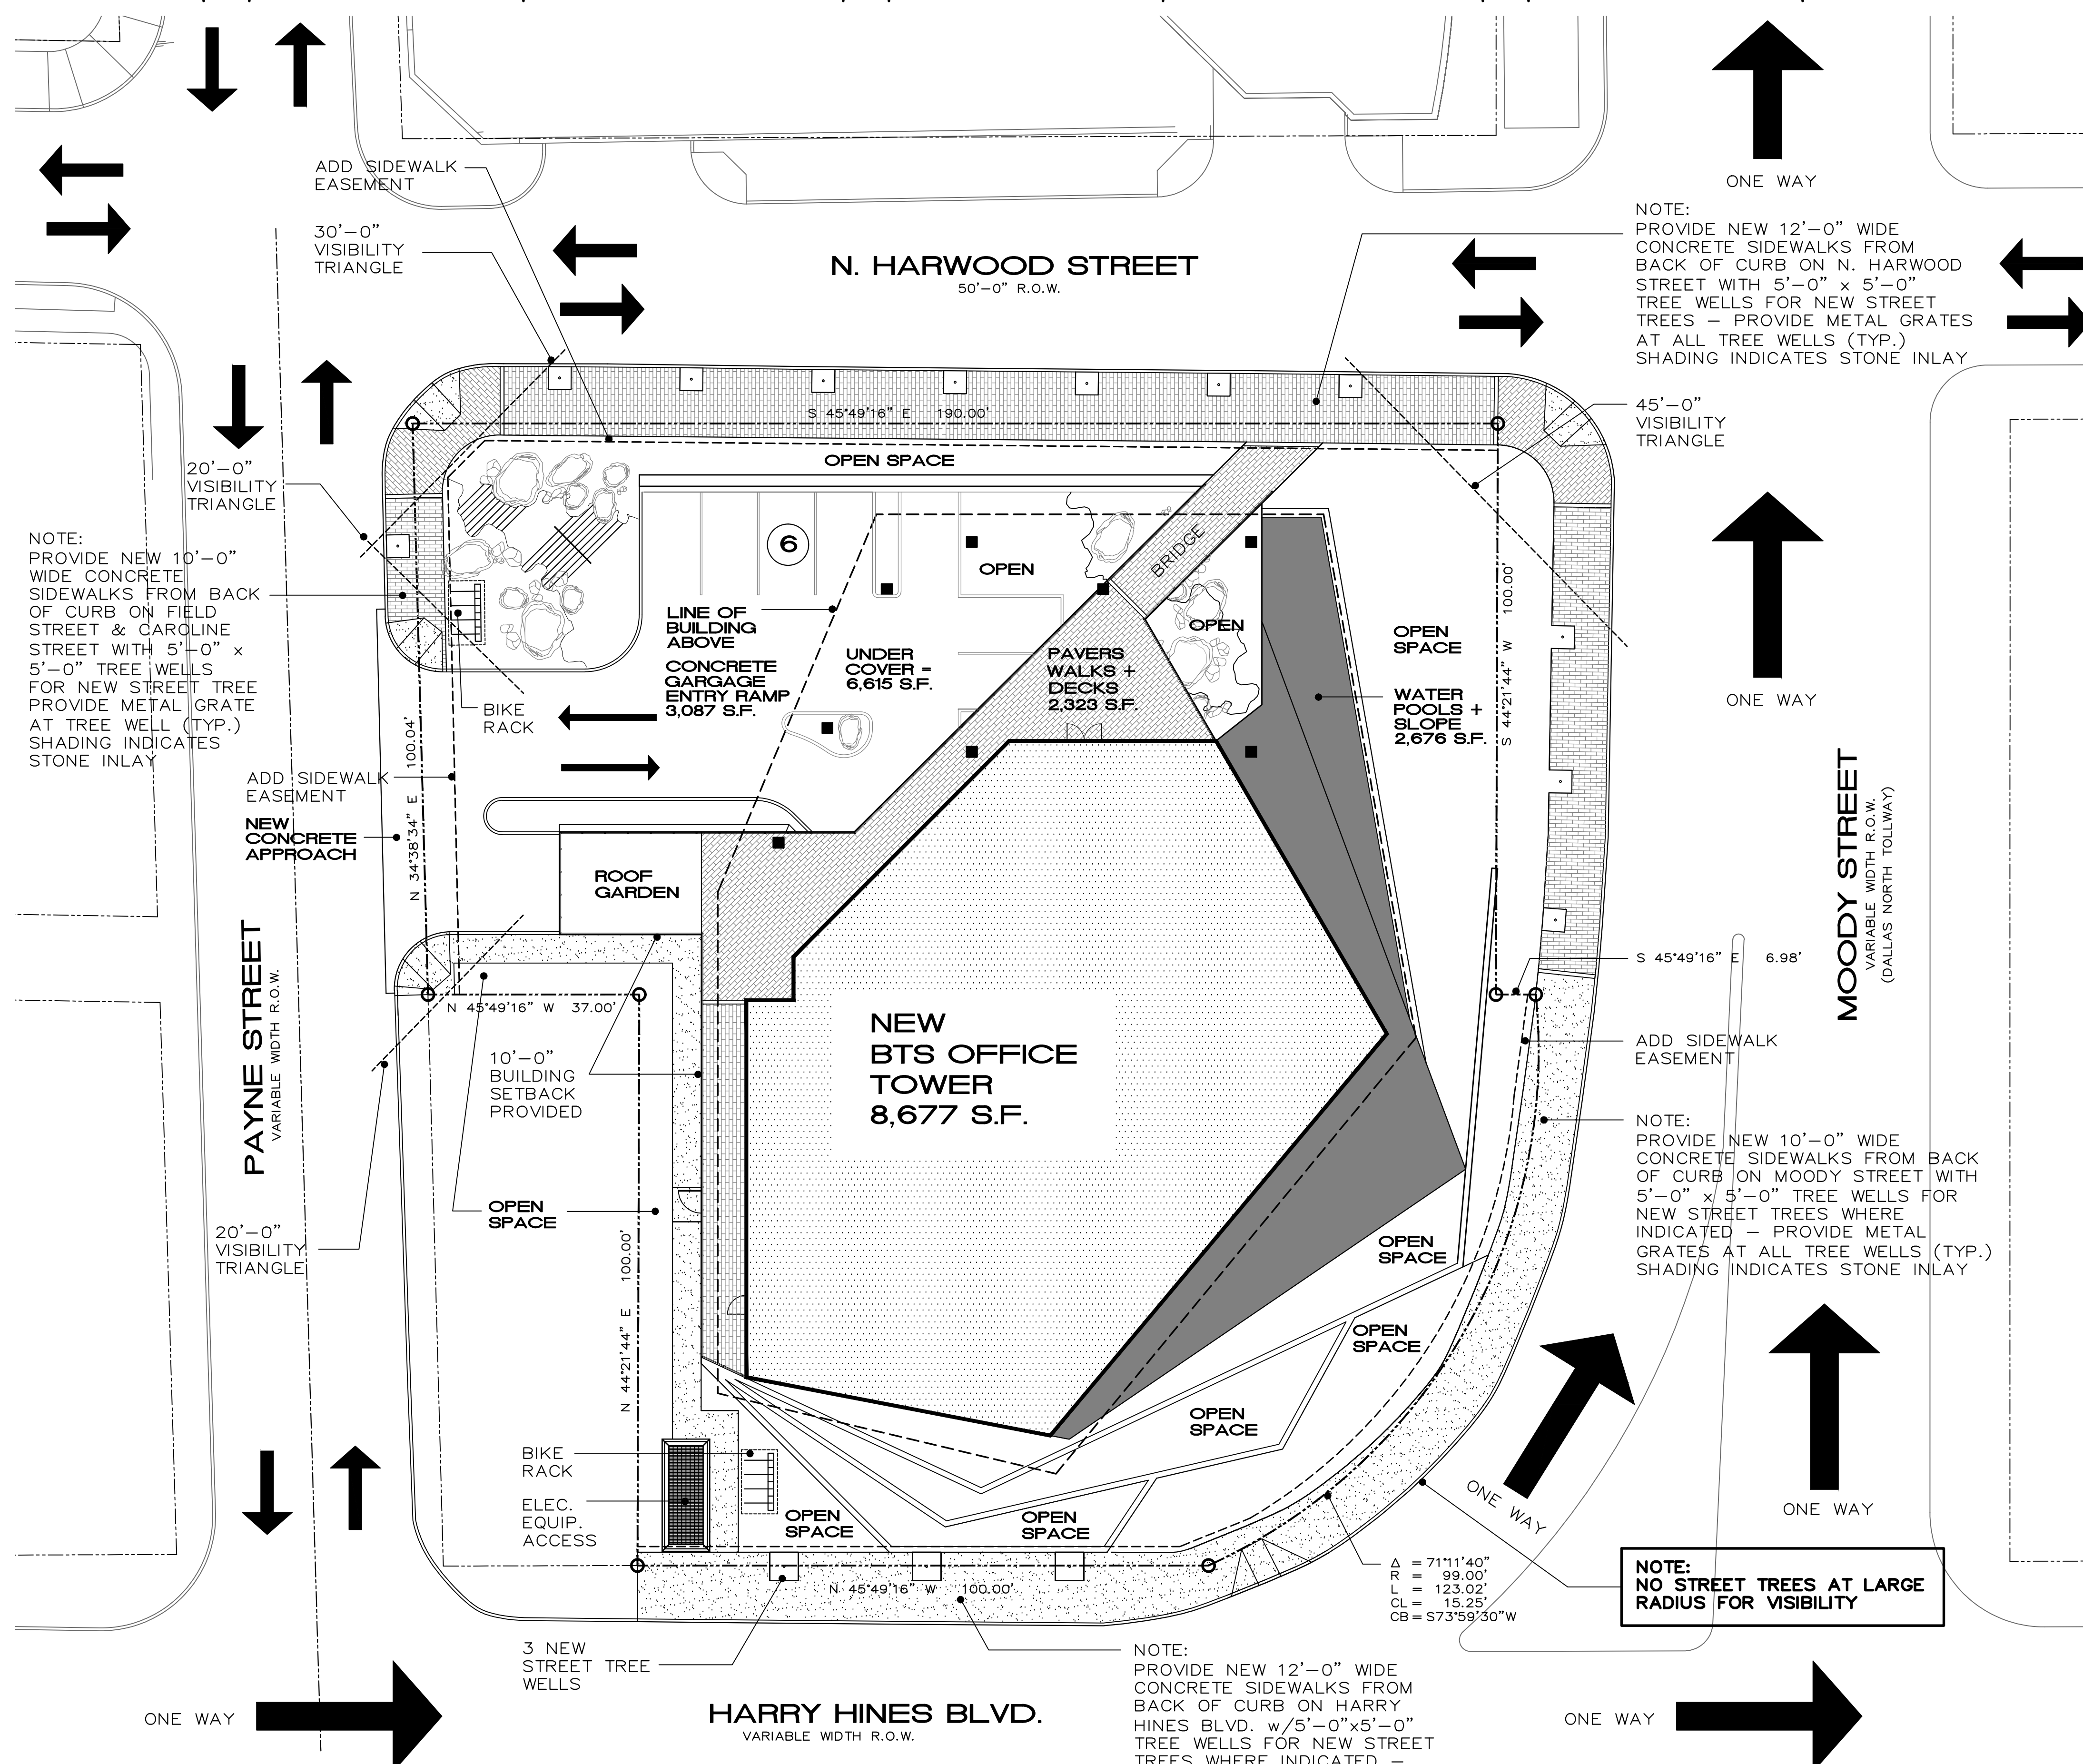 ADD SIDEWALK
EASEMENT
30'-0"
VISIBILITY
TRIANGLE
N. HARWOOD STREET
50'-0" R.O.W.
ONE WAY
NOTE:
PROVIDE NEW 12'-0" WIDE
CONCRETE SIDEWALKS FROM
BACK OF CURB ON N. HARWOOD
STREET WITH 5'-0" x 5'-0"
TREE WELLS FOR NEW STREET
TREES - PROVIDE METAL GRATES
AT ALL TREE WELLS (TYP.)
SHADING INDICATES STONE INLAY
45'-0"
VISIBILITY
TRIANGLE
S 45°49'16" E 190.00'
OPEN SPACE
20'-0"
VISIBILITY
TRIANGLE
NOTE:
PROVIDE NEW 10'-0"
WIDE CONCRETE
SIDEWALKS FROM BACK
OF CURB ON FIELD
STREET & CAROLINE
STREET WITH 5'-0" x
5'-0" TREE WELLS
FOR NEW STREET TREE
PROVIDE METAL GRATE
AT TREE WELL (TYP.)
SHADING INDICATES
STONE INLAY
6
OPEN
BRIDGE
OPEN
LINE OF
BUILDING
ABOVE
CONCRETE
GARGAGE
ENTRY RAMP
3,087 S.F.
UNDER
COVER =
6,615 S.F.
PAVERS
WALKS +
DECKS
2,323 S.F.
OPEN
SPACE
WATER
POOLS +
SLOPE
2,676 S.F.
S 44°21'44" W 100.00'
ONE WAY
BIKE
RACK
N 34°38'34" E 100.04'
ADD SIDEWALK
EASEMENT
NEW
CONCRETE
APPROACH
ROOF
GARDEN
MOODY STREET
VARIABLE WIDTH R.O.W.
(DALLAS NORTH TOLLWAY)
PAYNE STREET
VARIABLE WIDTH R.O.W.
S 45°49'16" E 6.98'
N 45°49'16" W 37.00'
NEW
BTS OFFICE
TOWER
8,677 S.F.
10'-0"
BUILDING
SETBACK
PROVIDED
ADD SIDEWALK
EASEMENT
NOTE:
PROVIDE NEW 10'-0" WIDE
CONCRETE SIDEWALKS FROM BACK
OF CURB ON MOODY STREET WITH
5'-0" x 5'-0" TREE WELLS FOR
NEW STREET TREES WHERE
INDICATED - PROVIDE METAL
GRATES AT ALL TREE WELLS (TYP.)
SHADING INDICATES STONE INLAY
OPEN
SPACE
20'-0"
VISIBILITY
TRIANGLE
N 44°21'44" E 100.00'
OPEN
SPACE
OPEN
SPACE
OPEN
SPACE
BIKE
RACK
ELEC.
EQUIP.
ACCESS
OPEN
SPACE
OPEN
SPACE
ONE WAY
ONE WAY
N 45°49'16" W 100.00'
Δ = 71°11'40"
R = 99.00'
L = 123.02'
CL = 15.25'
CB = S73°59'30"W
NOTE:
NO STREET TREES AT LARGE
RADIUS FOR VISIBILITY
3 NEW
STREET TREE
WELLS
NOTE:
PROVIDE NEW 12'-0" WIDE
CONCRETE SIDEWALKS FROM
BACK OF CURB ON HARRY
HINES BLVD. w/5'-0"x5'-0"
TREE WELLS FOR NEW STREET
TREES WHERE INDICATED -
HARRY HINES BLVD.
VARIABLE WIDTH R.O.W.
ONE WAY
ONE WAY